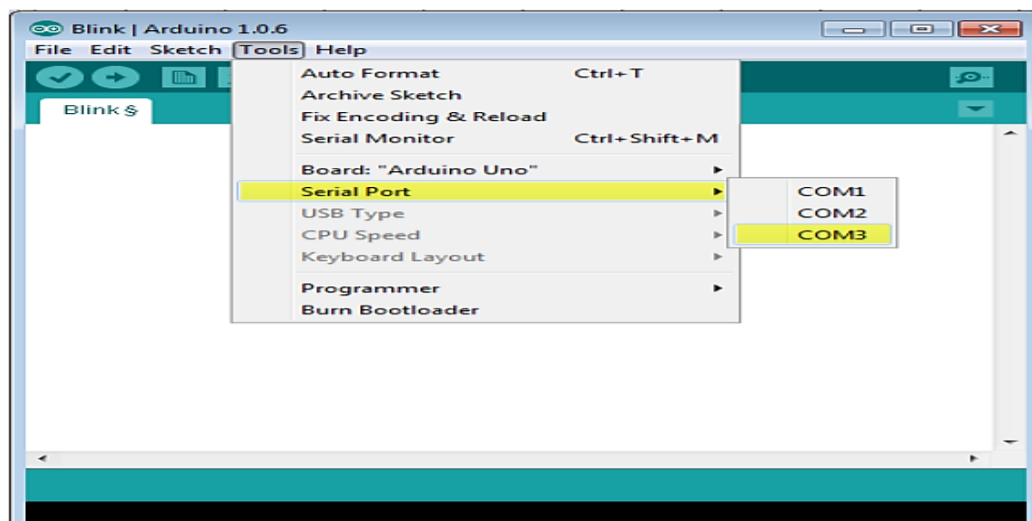 Blink | Arduino 1.0.6
File Edit Sketch Tools Help
Auto Format Ctrl+T
Archive Sketch
Blink §
Fix Encoding & Reload
Serial Monitor Ctrl+Shift+M
Board: "Arduino Uno"
Serial Port COM1
USB Type COM2
CPU Speed COM3
Keyboard Layout
Programmer
Burn Bootloader